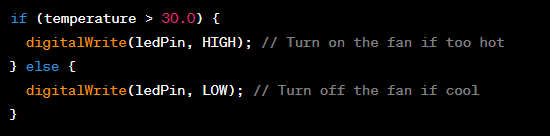 if (temperature > 30.0) {
  digitalWrite(ledPin, HIGH); // Turn on the fan if too hot
} else {
  digitalWrite(ledPin, LOW); // Turn off the fan if cool
}